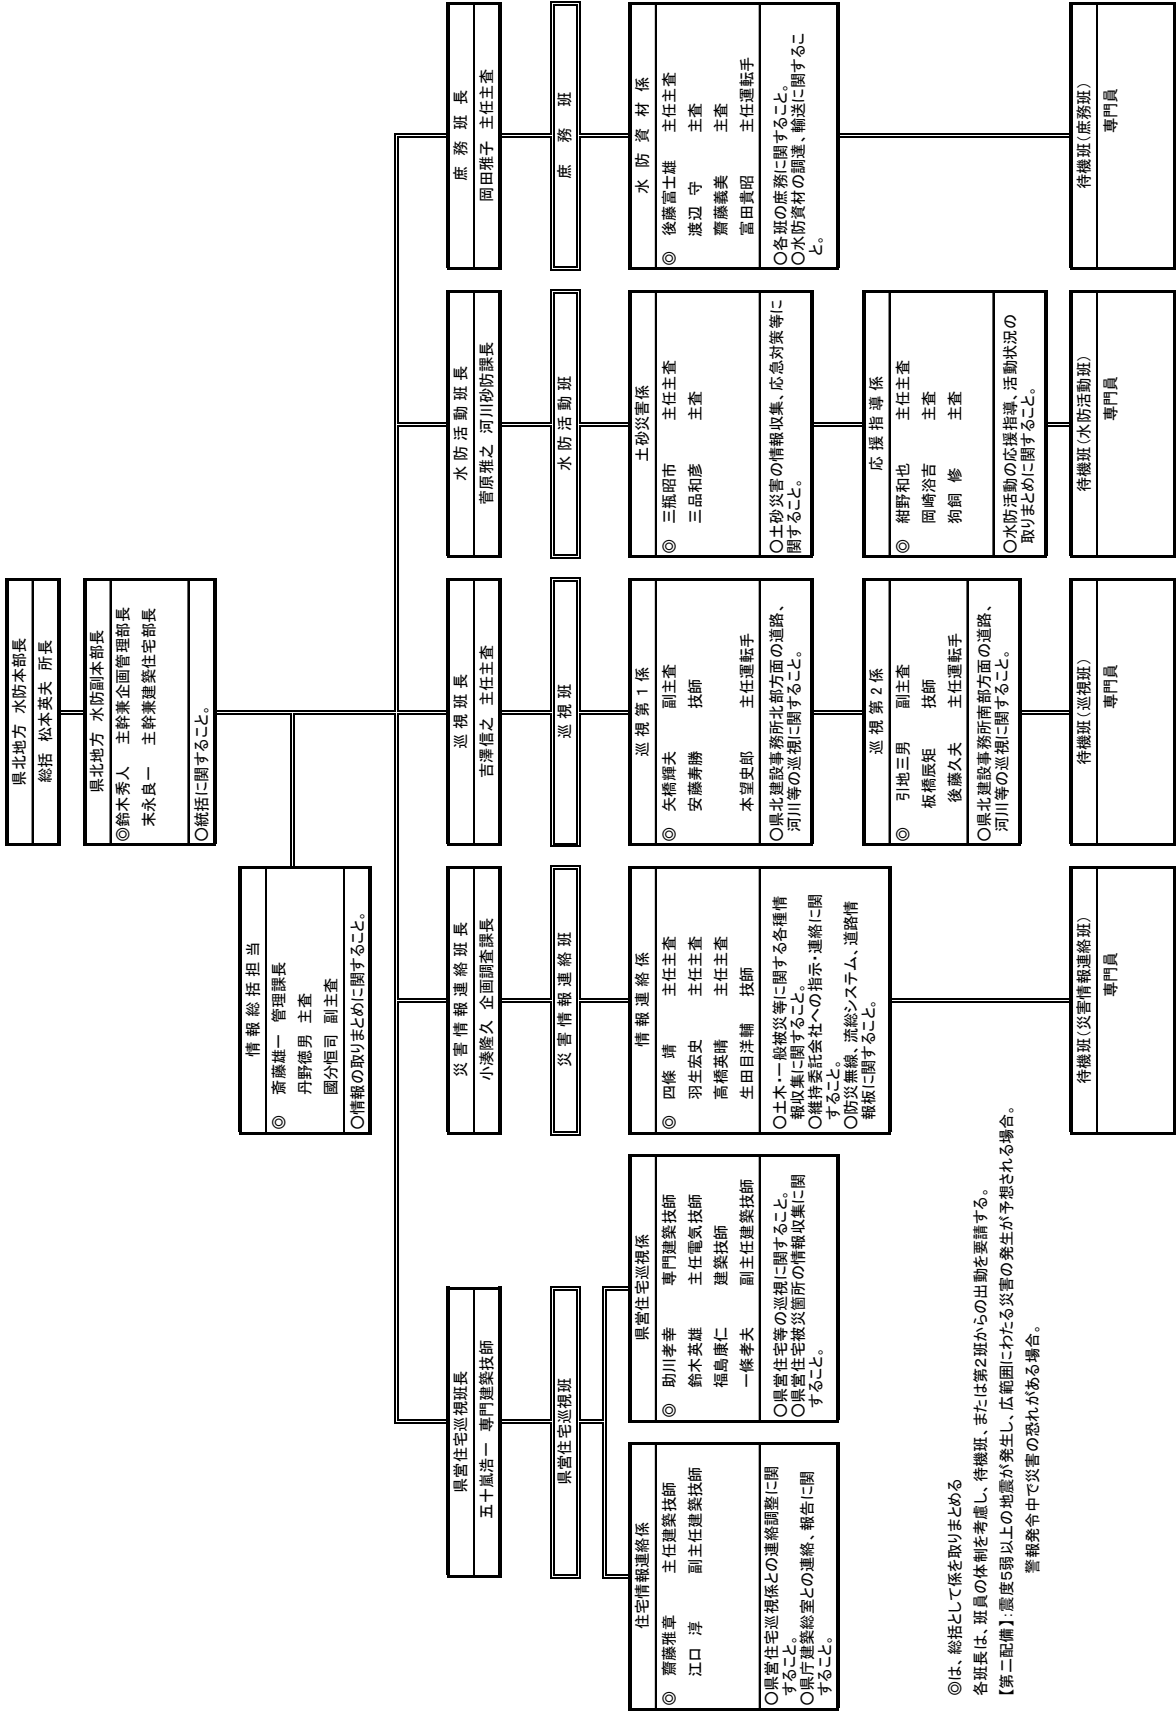 県北地方 水防本部長
総括 松本英夫 所長
県北地方 水防副本部長
◎鈴木秀人 主幹兼企画管理部長
末永良一 主幹兼建築住宅部長
○統括に関すること。
情報総括担当
◎ 斎藤雄一 管理課長
丹野徳男 主査
國分恒司 副主査
○情報の取りまとめに関すること。
県営住宅巡視班長
五十嵐浩一 専門建築技師
災害情報連絡班長
小湊隆久 企画調査課長
巡視班長
吉澤信之 主任主査
水防活動班長
菅原雅之 河川砂防課長
庶務班長
岡田雅子 主任主査
県営住宅巡視班
災害情報連絡班
巡視班
水防活動班
庶務班
住宅情報連絡係
◎ 齋藤雅章 主任建築技師
江口 淳 副主任建築技師
○県営住宅巡視係との連絡調整に関
すること。
○県庁建築総室との連絡、報告に関
すること。
県営住宅巡視係
◎ 助川孝幸 専門建築技師
鈴木英雄 主任電気技師
福島康仁 建築技師
一條孝夫 副主任建築技師
○県営住宅等の巡視に関すること。
○県営住宅被災箇所の情報収集に関
すること。
情報連絡係
◎ 四條 靖 主任主査
羽生宏史 主任主査
高橋英晴 主任主査
生田目洋輔 技師
○土木・一般被災等に関する各種情
報収集に関すること。
○維持委託会社への指示・連絡に関
すること。
○防災無線、流総システム、道路情
報板に関すること。
巡視第1係
◎ 矢橋輝夫 副主査
安藤寿勝 技師
本望史郎 主任運転手
○県北建設事務所北部方面の道路、
河川等の巡視に関すること。
土砂災害係
◎ 三瓶昭市 主任主査
三品和彦 主査
○土砂災害の情報収集、応急対策等に
関すること。
水防資材係
◎ 後藤富士雄 主任主査
渡辺 守 主査
齋藤義美 主査
富田貴昭 主任運転手
○各班の庶務に関すること。
○水防資材の調達、輸送に関するこ
と。
巡視第2係
◎ 引地三男 副主査
板橋辰矩 技師
後藤久夫 主任運転手
○県北建設事務所南部方面の道路、
河川等の巡視に関すること。
応援指導係
◎ 紺野和也 主任主査
岡崎浴吉 主査
狗飼 修 主査
○水防活動の応援指導、活動状況の
取りまとめに関すること。
待機班(災害情報連絡班)
専門員
待機班(巡視班)
専門員
待機班(水防活動班)
専門員
待機班(庶務班)
専門員
◎は、総括として係を取りまとめる
各班長は、班員の体制を考慮し、待機班、または第2班からの出動を要請する。
【第二配備】:震度5弱以上の地震が発生し、広範囲にわたる災害の発生が予想される場合。
警報発令中で災害の恐れがある場合。